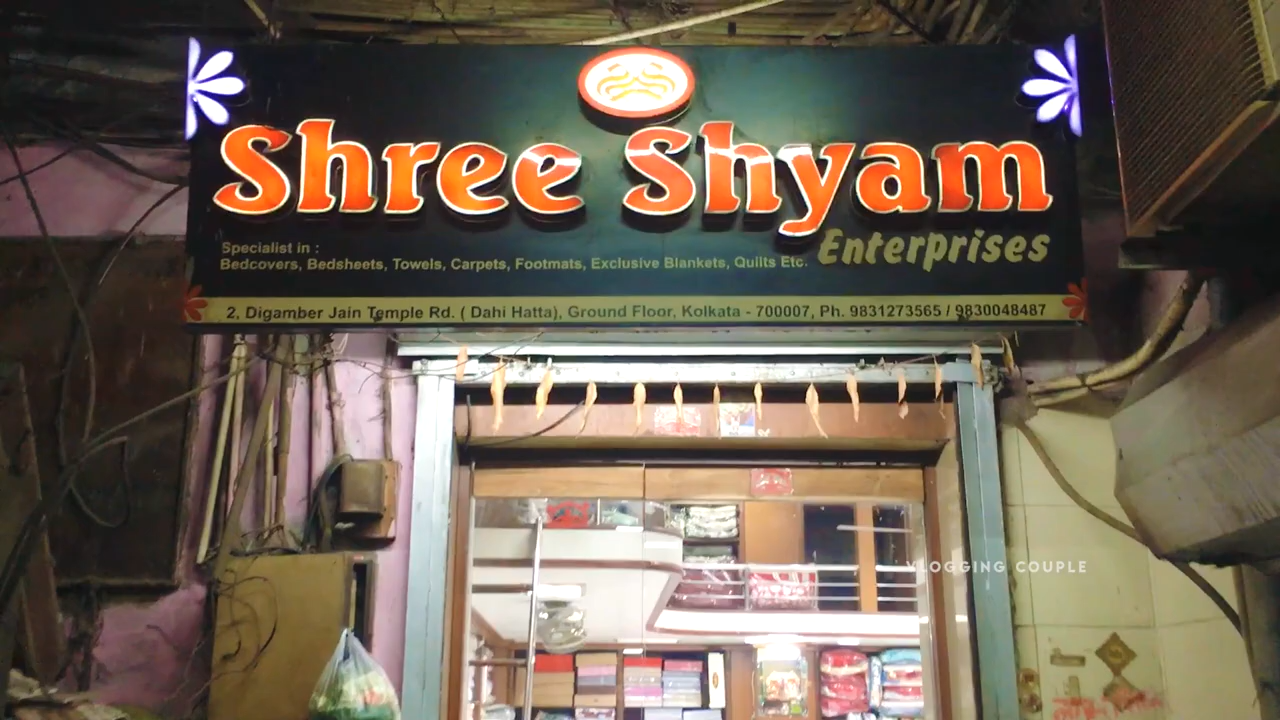 Shree Shyam
Enterprises
Specialist in :
Bedcovers, Bedsheets, Towels, Carpets, Footmats, Exclusive Blankets, Quilts Etc.
2, Digamber Jain Temple Rd. ( Dahi Hatta), Ground Floor, Kolkata - 700007, Ph. 9831273565 / 9830048487
VLOGGING COUPLE